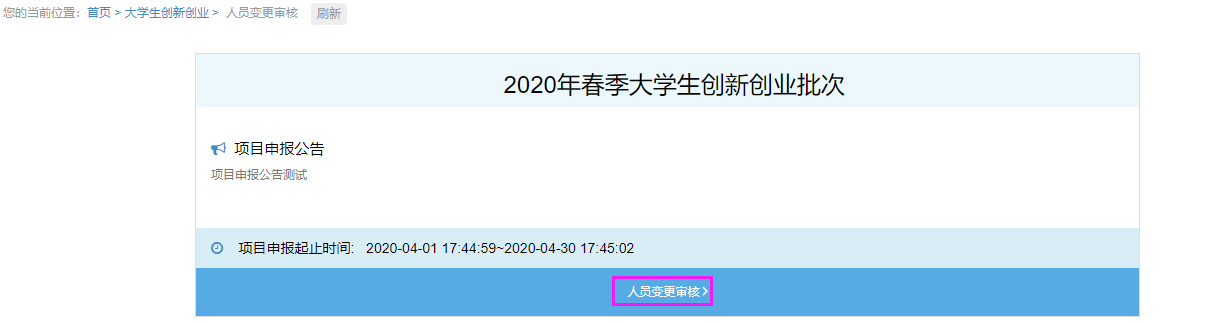 您的当前位置：首页 > 大学生创新创业 > 人员变更审核 刷新
2020年春季大学生创新创业批次
项目申报公告
项目申报公告测试
项目申报起止时间: 2020-04-01 17:44:59~2020-04-30 17:45:02
人员变更审核